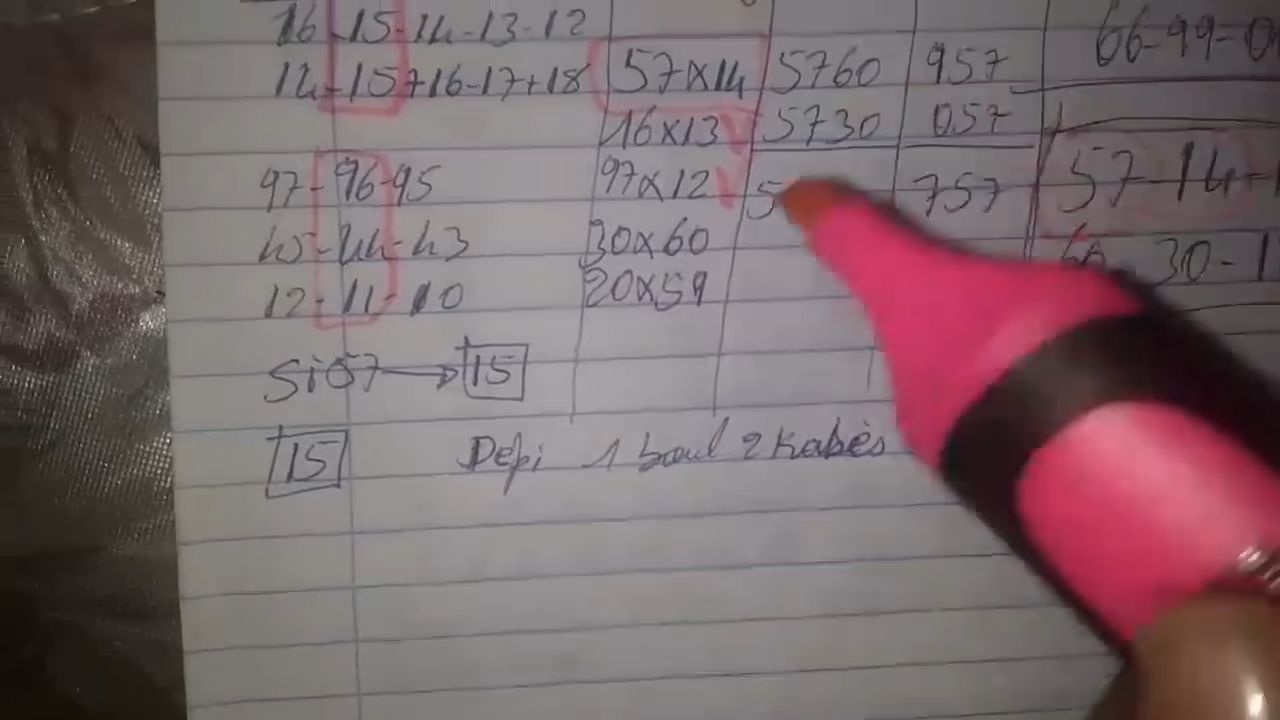 16-15-14-13-12
66-99-0
14-15+16-17+18 57x14 5760 957
16x13 5730 057
97-96-95 97x12 5 757 57-14-1
45-44-43 30x60 30-1
12-11-10 20x59
Si 57 → 15
15 Depi 1 boul 2 kabès